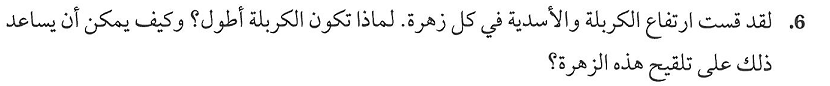 6. لقد قست ارتفاع الكربلة والأسدية في كل زهرة. لماذا تكون الكربلة أطول؟ وكيف يمكن أن يساعد
ذلك على تلقيح هذه الزهرة؟